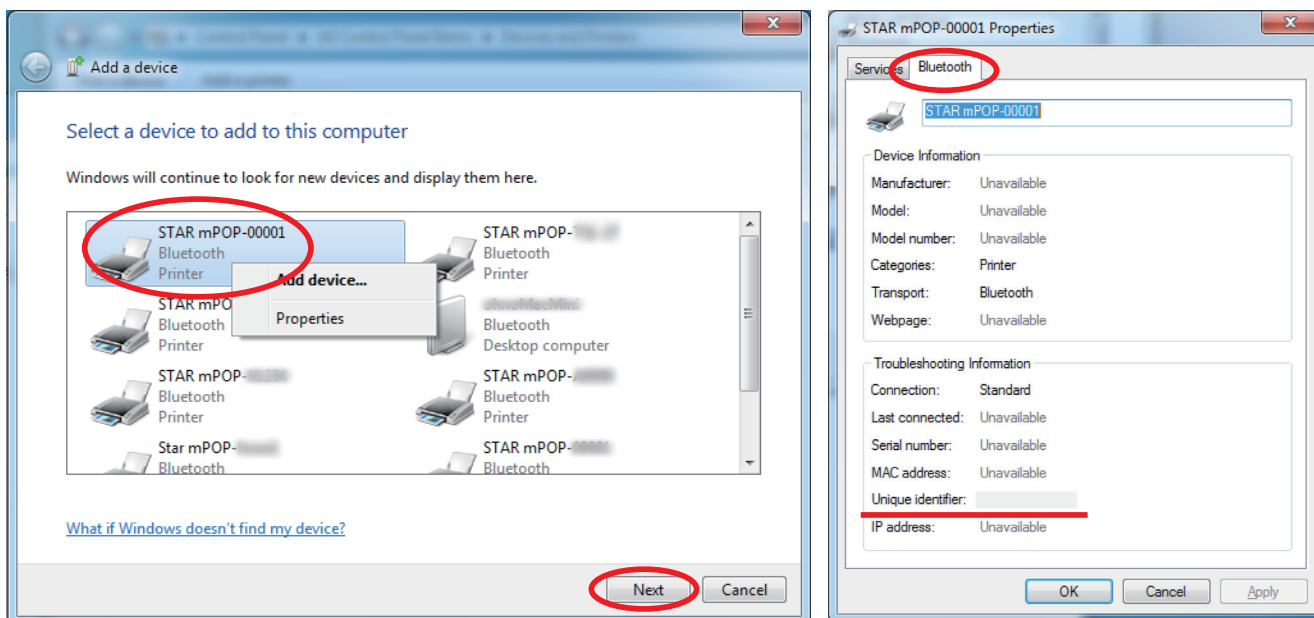 Add a device
Select a device to add to this computer
Windows will continue to look for new devices and display them here.
STAR mPOP-00001
Bluetooth
Printer
STAR mPOP-
Bluetooth
Printer
Add device...
Properties
STAR mPO
Bluetooth
Printer
Bluetooth
Desktop computer
STAR mPOP-
Bluetooth
Printer
STAR mPOP-
Bluetooth
Printer
Star mPOP-
Bluetooth
STAR mPOP-
Bluetooth
What if Windows doesn't find my device?
Next
Cancel
STAR mPOP-00001 Properties
Services
Bluetooth
STAR mPOP-00001
Device Information
Manufacturer: Unavailable
Model: Unavailable
Model number: Unavailable
Categories: Printer
Transport: Bluetooth
Webpage: Unavailable
Troubleshooting Information
Connection: Standard
Last connected: Unavailable
Serial number: Unavailable
MAC address: Unavailable
Unique identifier:
IP address: Unavailable
OK
Cancel
Apply